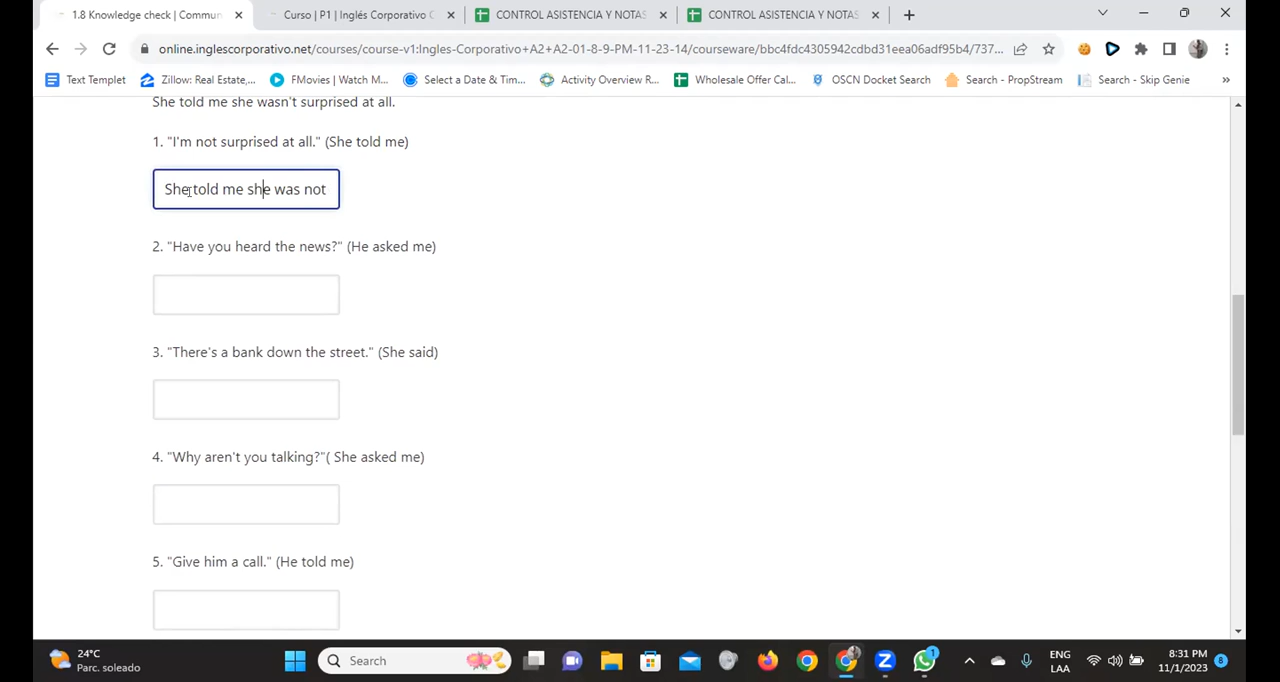 1.8 Knowledge check | Commun
Curso | P1 | Inglés Corporativo C
CONTROL ASISTENCIA Y NOTAS
CONTROL ASISTENCIA Y NOTAS
online.inglescorporativo.net/courses/course-v1:Ingles-Corporativo+A2+A2-01-8-9-PM-11-23-14/courseware/bbc4fdc4305942cdbd31eea06adf95b4/737...
Text Templet
Zillow: Real Estate,...
FMovies | Watch M...
Select a Date & Tim...
Activity Overview R...
Wholesale Offer Cal...
OSCN Docket Search
Search - PropStream
Search - Skip Genie
»
She told me she wasn't surprised at all.
1. "I'm not surprised at all." (She told me)
She told me she was not
2. "Have you heard the news?" (He asked me)
3. "There's a bank down the street." (She said)
4. "Why aren't you talking?"( She asked me)
5. "Give him a call." (He told me)
24°C
Parc. soleado
Search
1
ENG
LAA
8:31 PM
11/1/2023
8